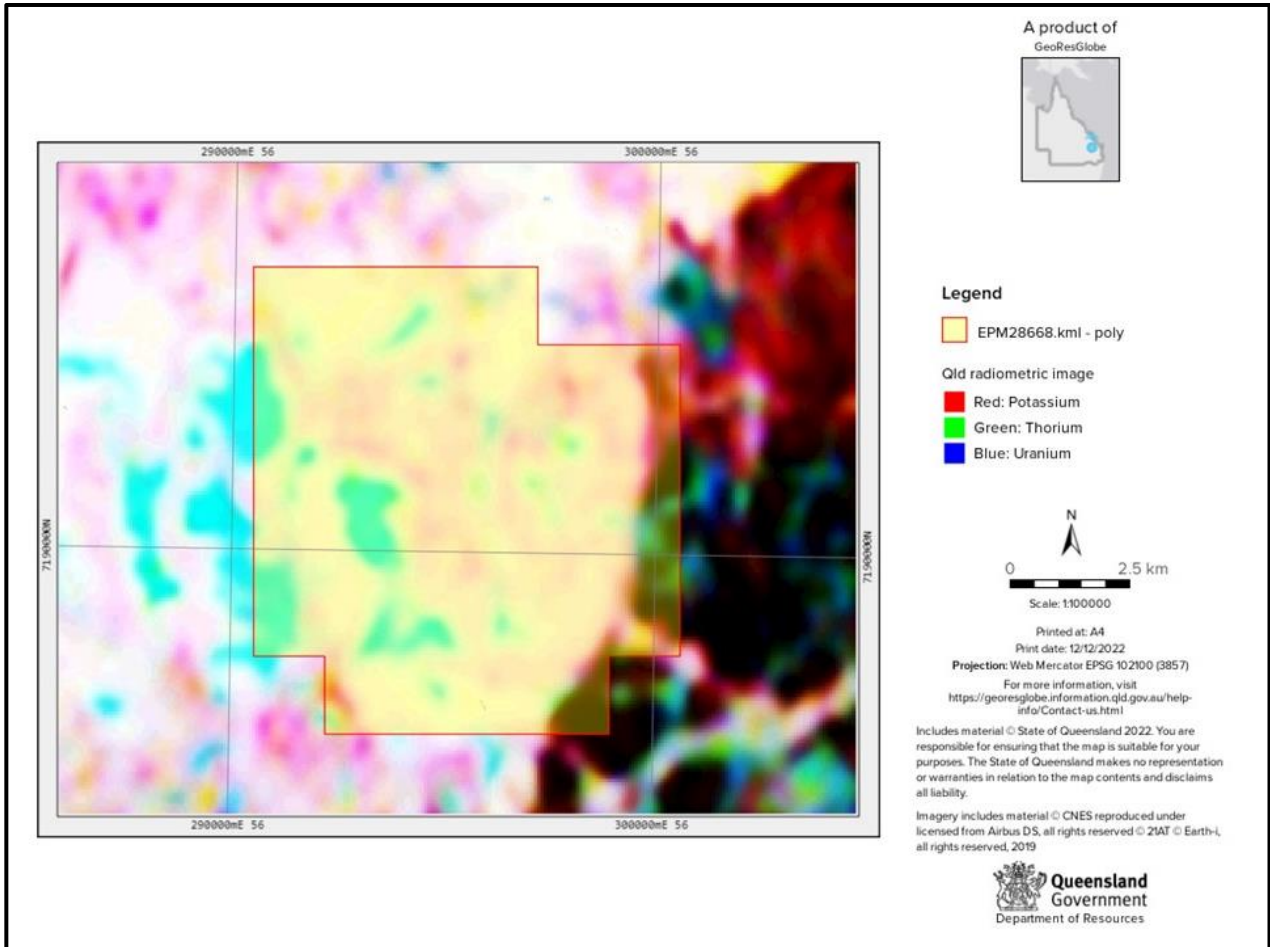 A product of
GeoResGlobe
290000mE 56
300000mE 56
7190000N
7190000N
290000mE 56
300000mE 56
Legend
EPM28668.kml - poly
Qld radiometric image
Red: Potassium
Green: Thorium
Blue: Uranium
N
0 2.5 km
Scale: 1:100000
Printed at: A4
Print date: 12/12/2022
Projection: Web Mercator EPSG 102100 (3857)
For more information, visit
https://georesglobe.information.qld.gov.au/help-
info/Contact-us.html
Includes material © State of Queensland 2022. You are
responsible for ensuring that the map is suitable for your
purposes. The State of Queensland makes no representation
or warranties in relation to the map contents and disclaims
all liability.
Imagery includes material © CNES reproduced under
licensed from Airbus DS, all rights reserved © 21AT © Earth-i,
all rights reserved, 2019
Queensland
Government
Department of Resources